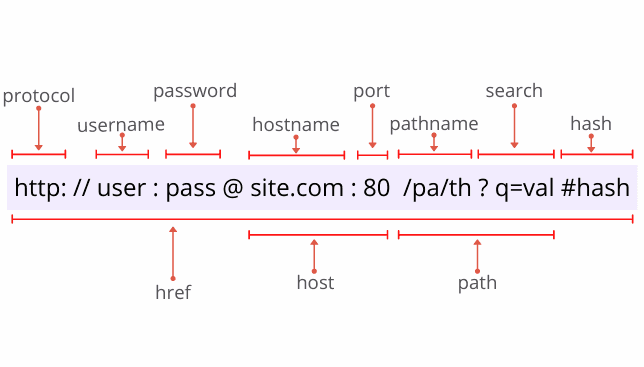 protocol
username
password
hostname
port
pathname
search
hash
http: // user : pass @ site.com : 80 /pa/th ? q=val #hash
href
host
path